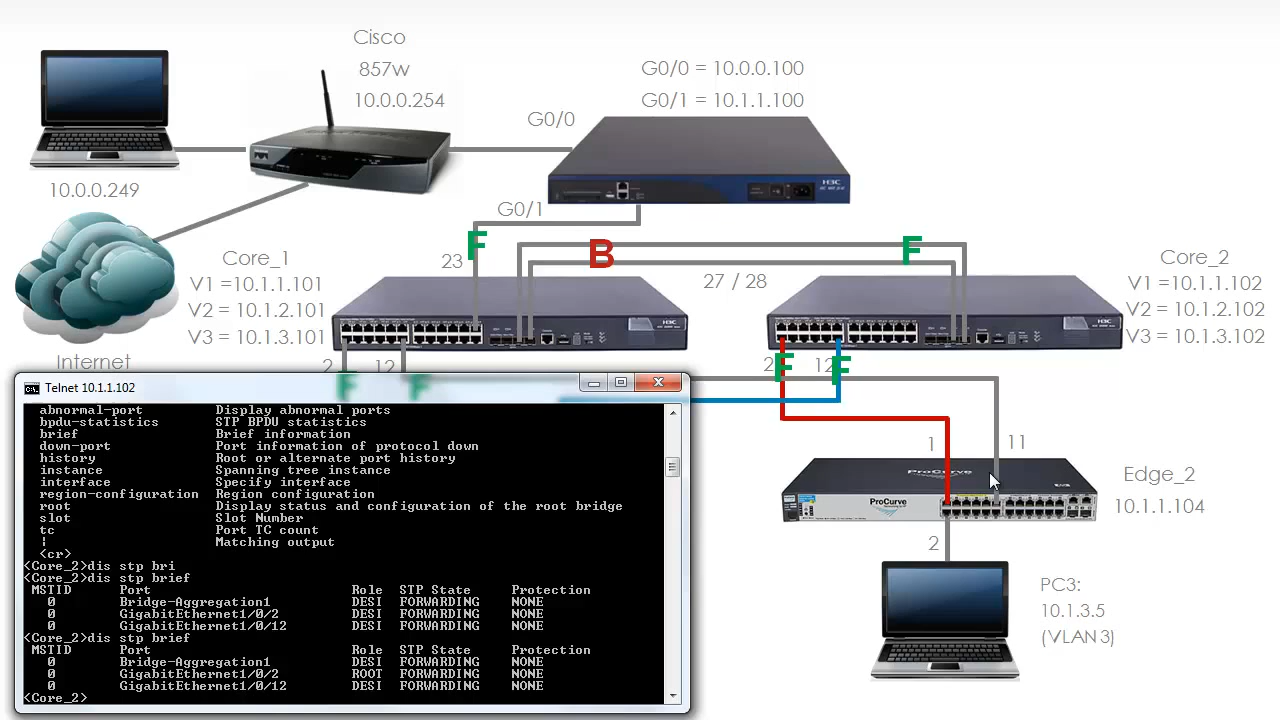 Cisco
857w
10.0.0.254
G0/0 = 10.0.0.100
G0/1 = 10.1.1.100
G0/0
H3C
10.0.0.249
G0/1
F
23
B
F
27 / 28
Core_1
V1 =10.1.1.101
V2 = 10.1.2.101
V3 = 10.1.3.101
Core_2
V1 =10.1.1.102
V2 = 10.1.2.102
V3 = 10.1.3.102
H3C
H3C
Internet
2
12
F
F
2
12
F
F
1
11
ProCurve
ProCurve
Edge_2
10.1.1.104
2
PC3:
10.1.3.5
(VLAN 3)
Telnet 10.1.1.102
abnormal-port Display abnormal ports
bpdu-statistics STP BPDU statistics
brief Brief information
down-port Port information of protocol down
history Root or alternate port history
instance Spanning tree instance
interface Specify interface
region-configuration Region configuration
root Display status and configuration of the root bridge
slot Slot Number
tc Port TC count
| Matching output
<cr>
<Core_2>dis stp bri
<Core_2>dis stp brief
MSTID Port Role STP State Protection
0 Bridge-Aggregation1 DESI FORWARDING NONE
0 GigabitEthernet1/0/2 DESI FORWARDING NONE
0 GigabitEthernet1/0/12 DESI FORWARDING NONE
<Core_2>dis stp brief
MSTID Port Role STP State Protection
0 Bridge-Aggregation1 DESI FORWARDING NONE
0 GigabitEthernet1/0/2 ROOT FORWARDING NONE
0 GigabitEthernet1/0/12 DESI FORWARDING NONE
<Core_2>